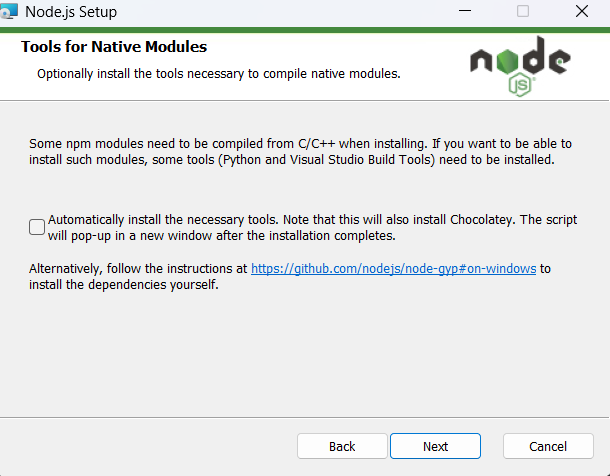 Node.js Setup
Tools for Native Modules
Optionally install the tools necessary to compile native modules.
node
JS
Some npm modules need to be compiled from C/C++ when installing. If you want to be able to
install such modules, some tools (Python and Visual Studio Build Tools) need to be installed.
Automatically install the necessary tools. Note that this will also install Chocolatey. The script
will pop-up in a new window after the installation completes.
Alternatively, follow the instructions at https://github.com/nodejs/node-gyp#on-windows to
install the dependencies yourself.
Back
Next
Cancel